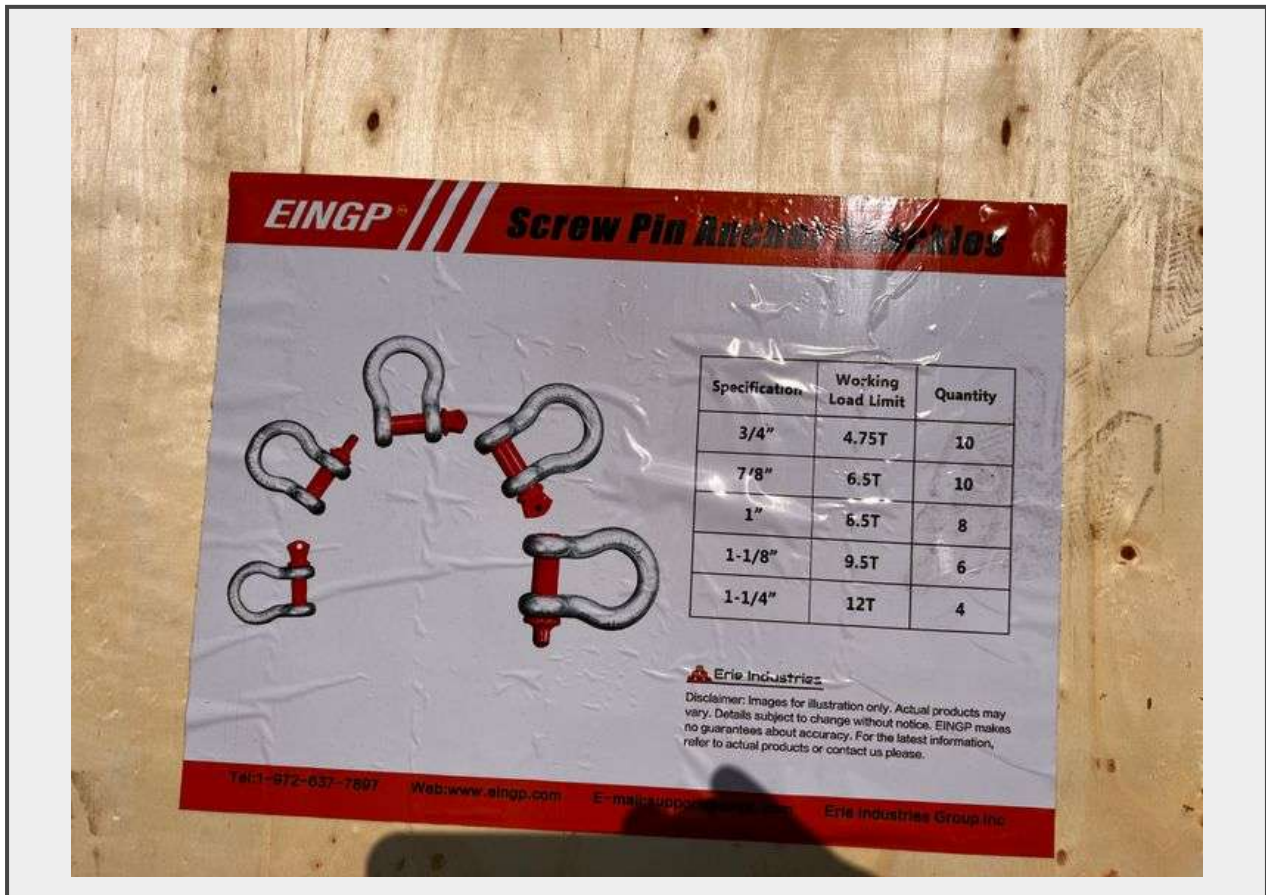 EINGP
Screw Pin Anchor Shackles
Specification Working Load Limit Quantity
3/4" 4.75T 10
7/8" 6.5T 10
1" 8.5T 8
1-1/8" 9.5T 6
1-1/4" 12T 4
Erie Industries
Disclaimer: Images for illustration only. Actual products may
vary. Details subject to change without notice. EINGP makes
no guarantees about accuracy. For the latest information,
refer to actual products or contact us please.
Tel:1-972-637-7897 Web:www.eingp.com E-mail: Erie Industries Group Inc